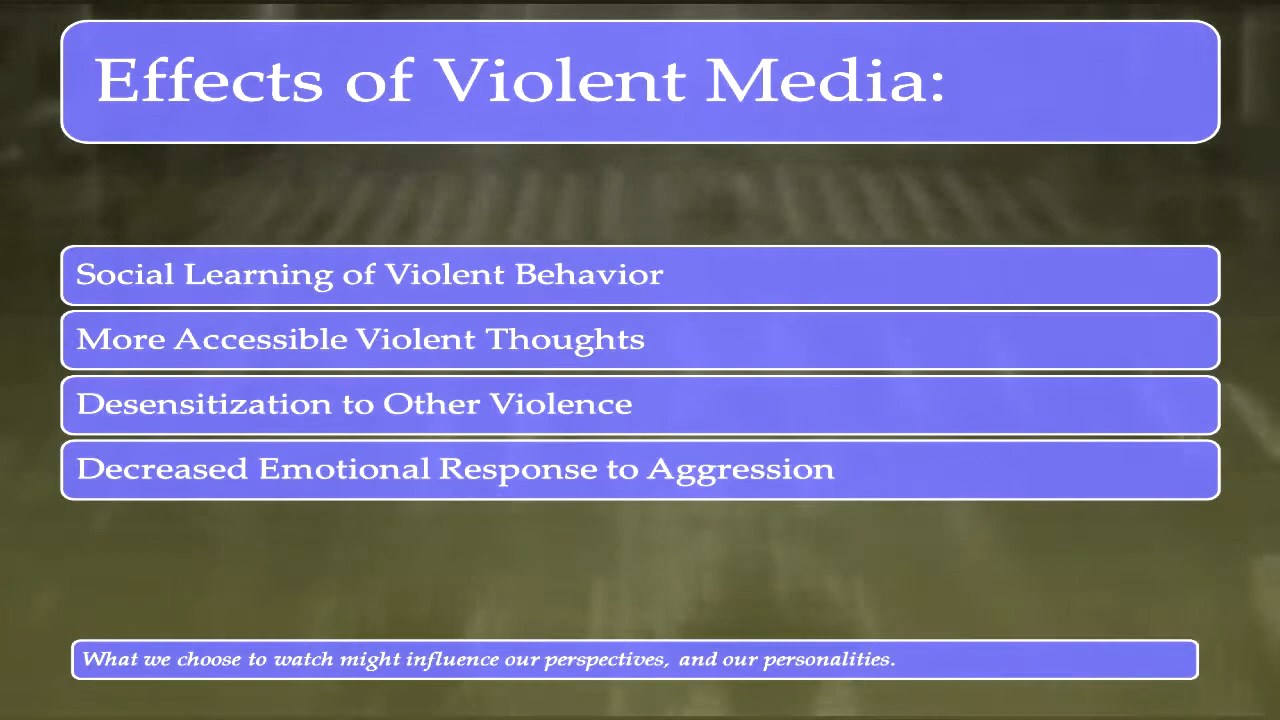 Effects of Violent Media:
Social Learning of Violent Behavior
More Accessible Violent Thoughts
Desensitization to Other Violence
Decreased Emotional Response to Aggression
What we choose to watch might influence our perspectives, and our personalities.